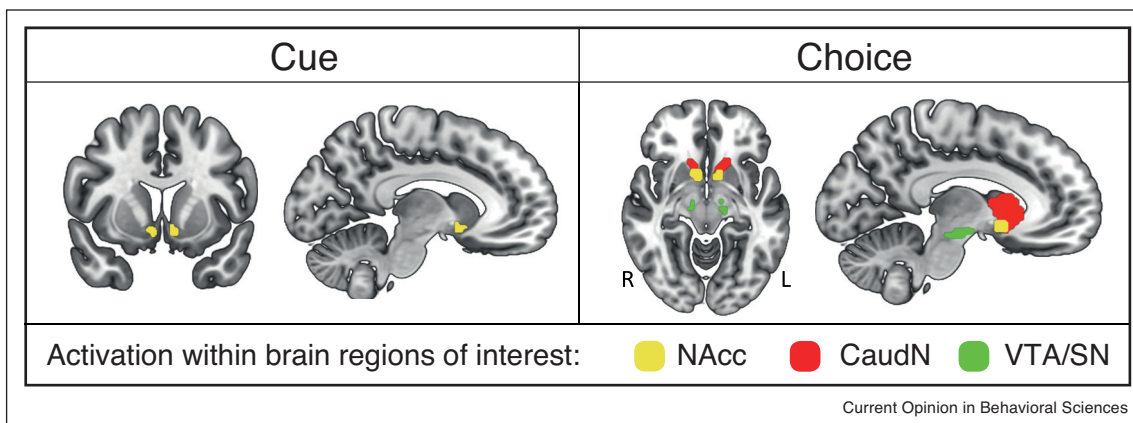 Cue
Choice
R
L
Activation within brain regions of interest: NAcc CaudN VTA/SN
Current Opinion in Behavioral Sciences